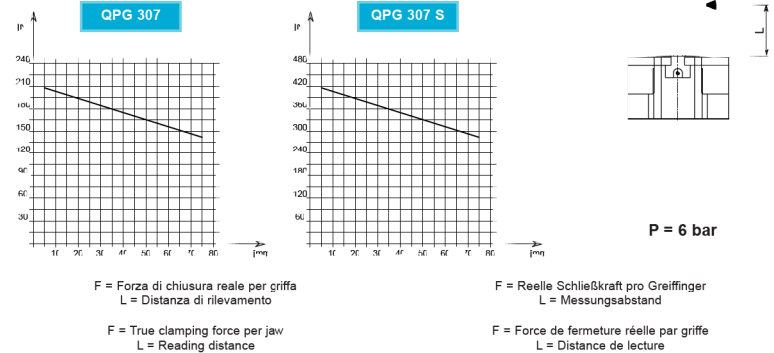 QPG 307
QPG 307 S
240
210
150
120
60
30
480
420
360
300
240
180
120
60
20 30 40 50 60 70 80
20 30 40 50 60 70 80
L
P = 6 bar
F = Forza di chiusura reale per griffa
L = Distanza di rilevamento
F = True clamping force per jaw
L = Reading distance
F = Reelle Schließkraft pro Greiffinger
L = Messungsabstand
F = Force de fermeture réelle par griffe
L = Distance de lecture